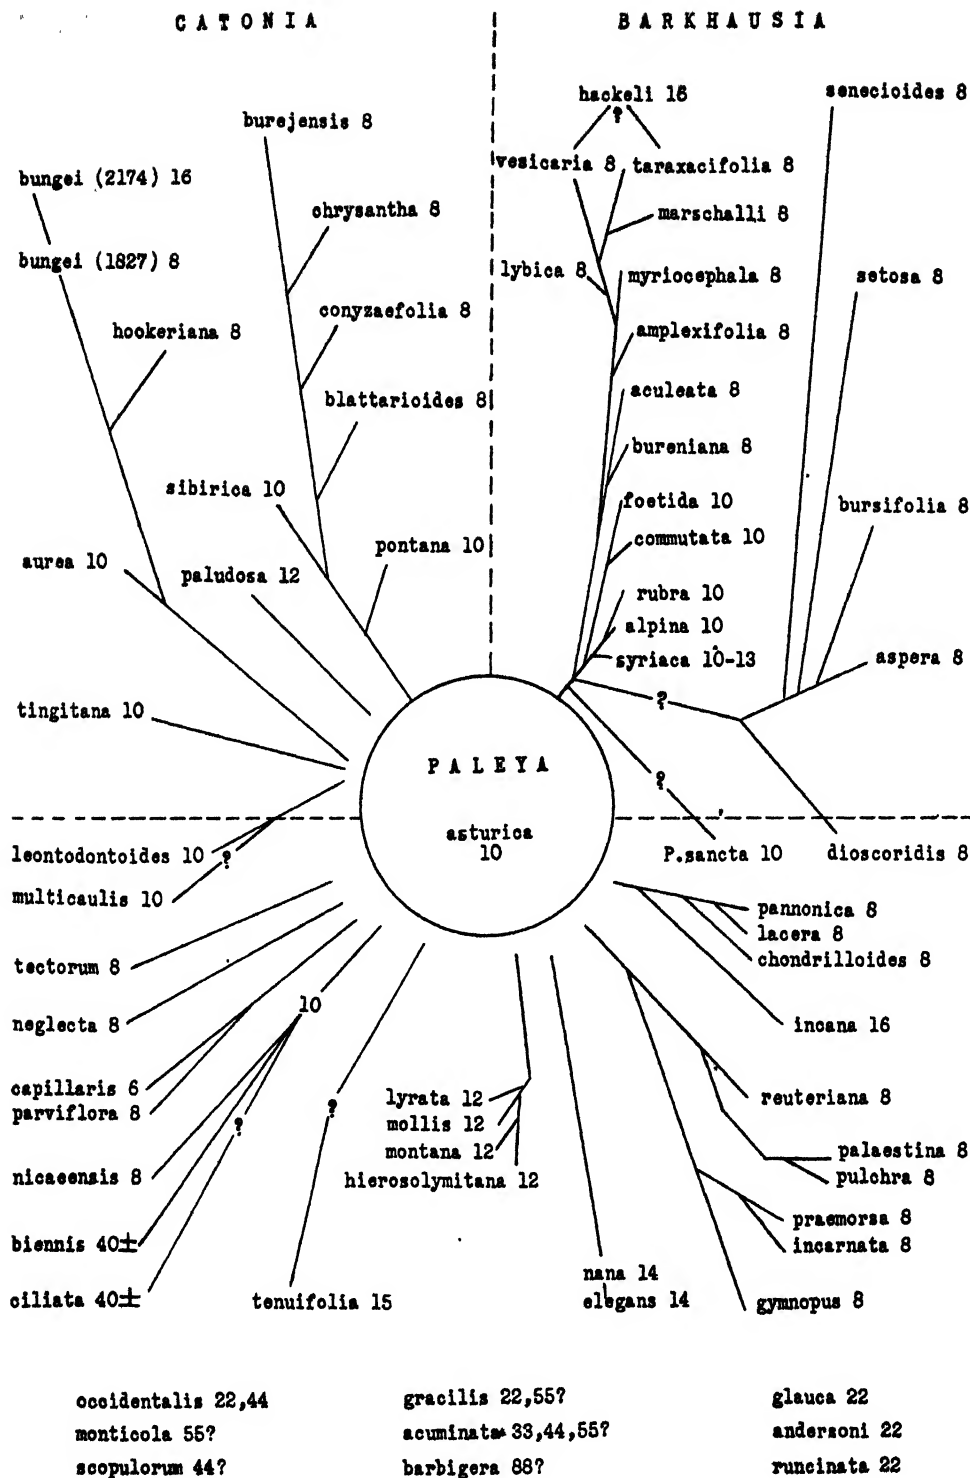 CATONIA
BARKHAUSIA
hackeli 16
?
senecioides 8
burejensis 8
vesicaria 8
taraxacifolia 8
bungei (2174) 16
chrysantha 8
marschalli 8
bungei (1827) 8
lybica 8
myriocephala 8
setosa 8
conyzaefolia 8
hookeriana 8
amplexifolia 8
aculeata 8
blattarioides 8
bureniana 8
sibirica 10
foetida 10
bursifolia 8
commutata 10
pontana 10
aurea 10
paludosa 12
rubra 10
alpina 10
syriaca 10-13
aspera 8
?
tingitana 10
PALEYA
?
asturica
10
leontodontoides 10
?
P.sancta 10
dioscoridis 8
multicaulis 10
pannonica 8
lacera 8
chondrilloides 8
tectorum 8
10
neglecta 8
incana 16
capillaris 6
parviflora 8
?
?
lyrata 12
mollis 12
montana 12
hierosolymitana 12
reuteriana 8
palaestina 8
pulchra 8
nicaeensis 8
praemorsa 8
incarnata 8
biennis 40±
ciliata 40±
tenuifolia 15
nana 14
elegans 14
gymnopus 8
occidentalis 22,44
gracilis 22,55?
glauca 22
monticola 55?
acuminata 33,44,55?
andersoni 22
scopulorum 44?
barbigera 88?
runcinata 22